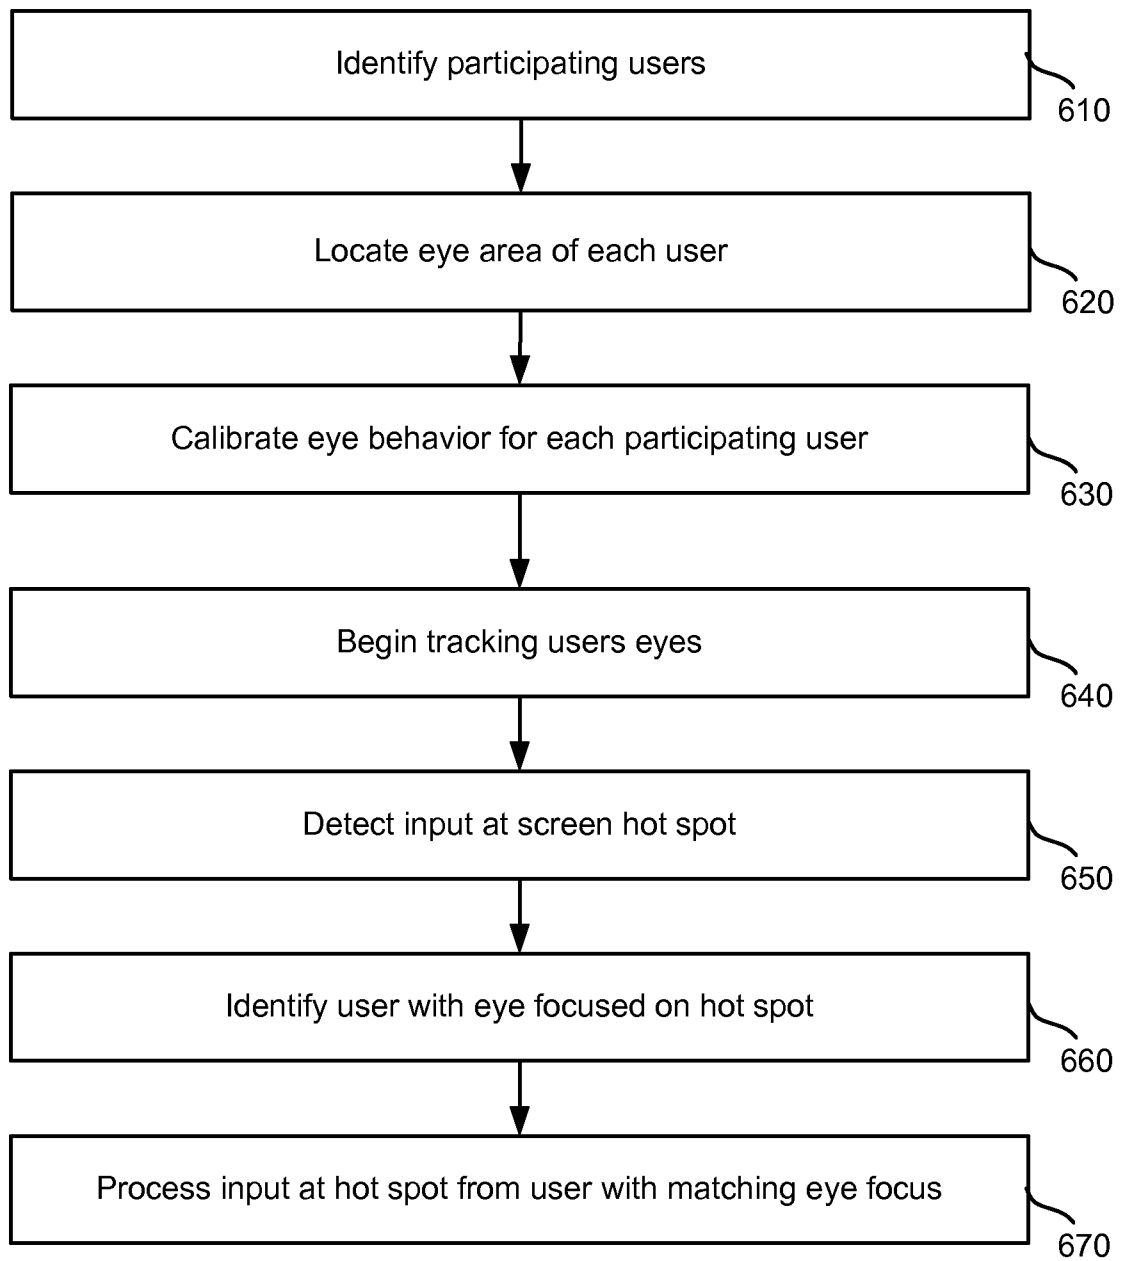 Identify participating users
610
Locate eye area of each user
620
Calibrate eye behavior for each participating user
630
Begin tracking users eyes
640
Detect input at screen hot spot
650
Identify user with eye focused on hot spot
660
Process input at hot spot from user with matching eye focus
670